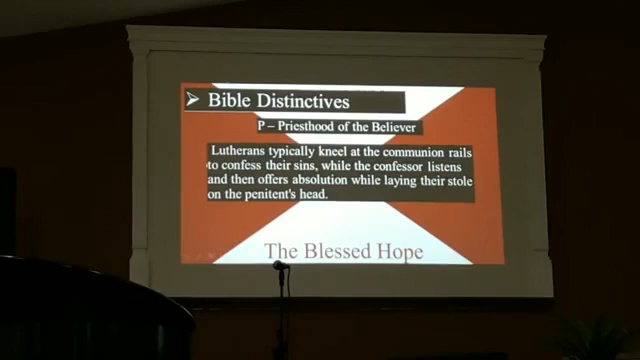 ➢ Bible Distinctives
P – Priesthood of the Believer
Lutherans typically kneel at the communion rails
to confess their sins, while the confessor listens
and then offers absolution while laying their stole
on the penitent's head.
The Blessed Hope